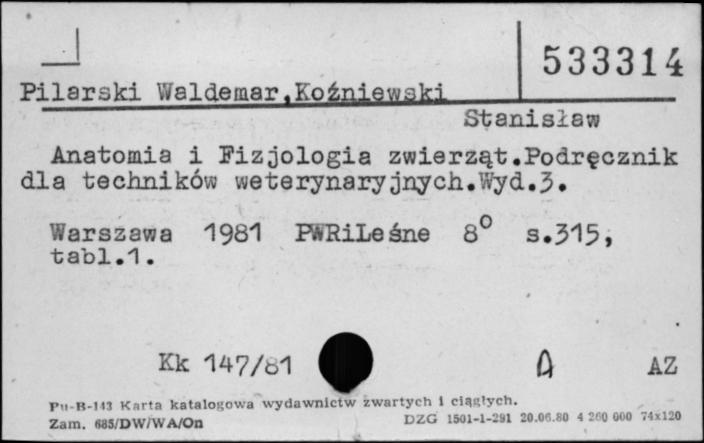 533314
Pilarski Waldemar,Koźniewski
Stanisław
Anatomia i Fizjologia zwierząt.Podręcznik
dla techników weterynaryjnych.Wyd.3.
Warszawa 1981 PWRiLeśne 8° s.315,
tabl.1.
Kk 147/81 A AZ
Pu-B-143 Karta katalogowa wydawnictw zwartych i ciągłych.
Zam. 685/DW/WA/On DZG 1501-1-291 20.06.80 4 260 000 74x120